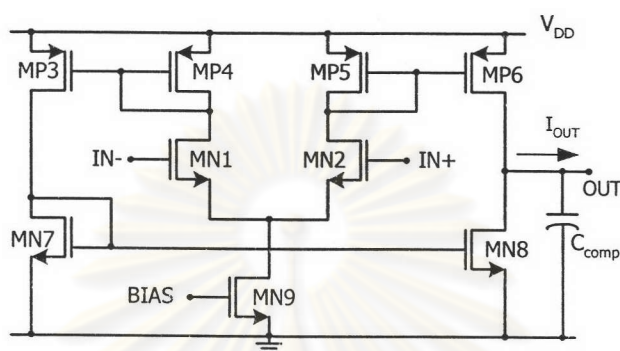 V_DD
MP3
MP4
MP5
MP6
I_OUT
IN-
MN1
MN2
IN+
OUT
MN7
MN8
C_comp
BIAS
MN9